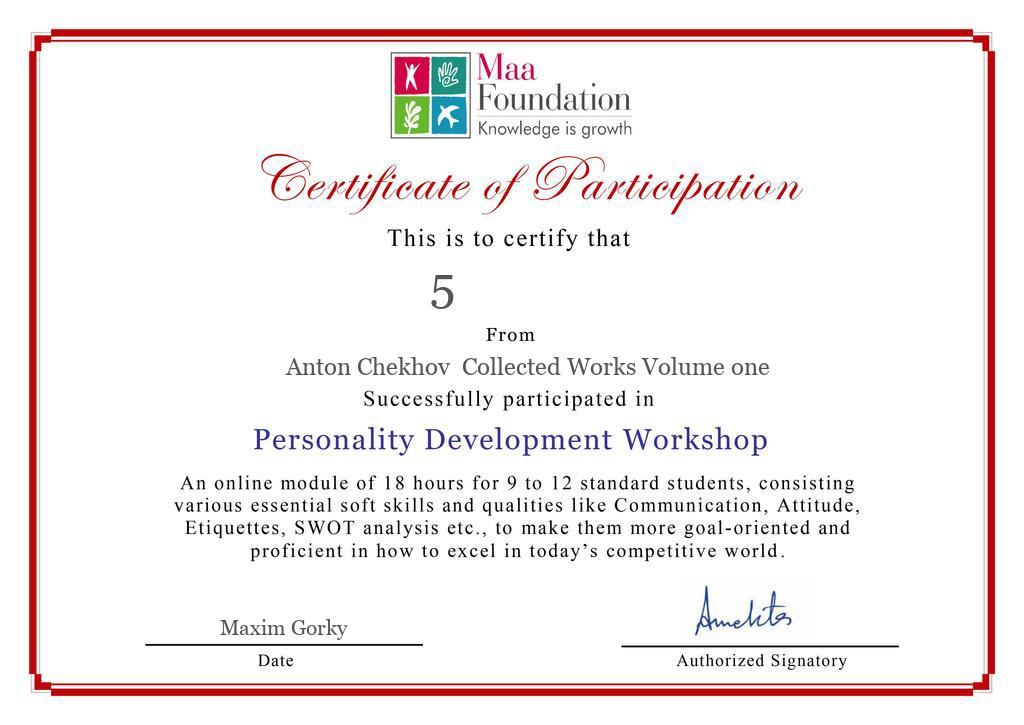 Maa
Foundation
Knowledge is growth
Certificate of Participation
This is to certify that
5
From
Anton Chekhov  Collected Works Volume one
Successfully participated in
Personality Development Workshop
An online module of 18 hours for 9 to 12 standard students, consisting
various essential soft skills and qualities like Communication, Attitude,
Etiquettes, SWOT analysis etc., to make them more goal-oriented and
proficient in how to excel in today’s competitive world.
Maxim Gorky
Date
Authorized Signatory